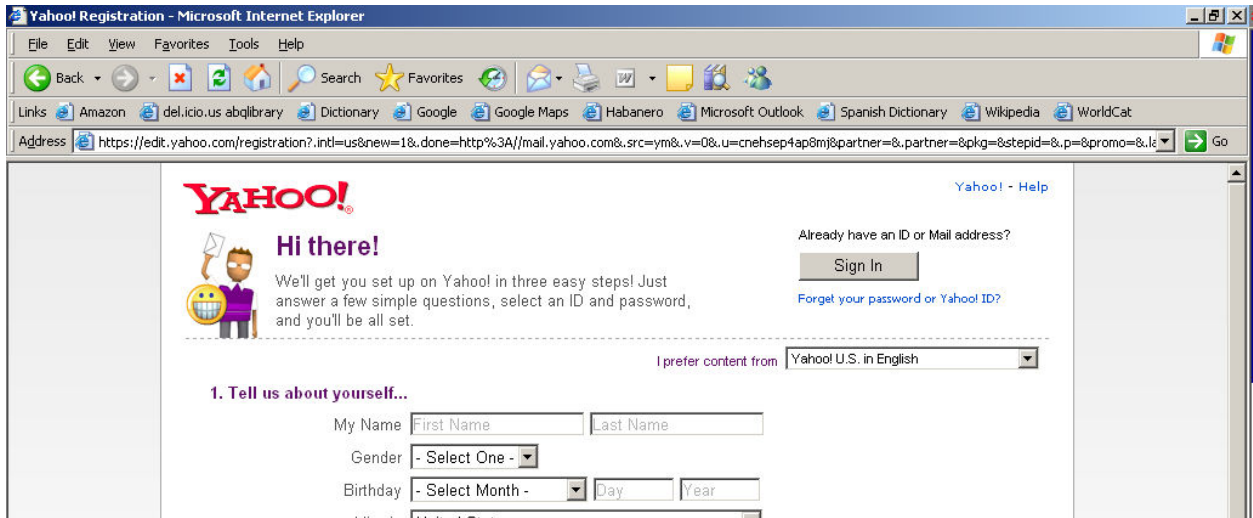 Yahoo! Registration - Microsoft Internet Explorer
File Edit View Favorites Tools Help
Back Search Favorites
Links Amazon del.icio.us abqlibrary Dictionary Google Google Maps Habanero Microsoft Outlook Spanish Dictionary Wikipedia WorldCat
Address https://edit.yahoo.com/registration?.intl=us&new=1&.done=http%3A//mail.yahoo.com&.src=ym&.v=0&.u=cnehsep4ap8mj&partner=&.partner=&pkg=&stepid=&.p=&promo=&.la Go
YAHOO!
Yahoo! - Help
Hi there!
We'll get you set up on Yahoo! in three easy steps! Just
answer a few simple questions, select an ID and password,
and you'll be all set.
Already have an ID or Mail address?
Sign In
Forget your password or Yahoo! ID?
I prefer content from Yahoo! U.S. in English
1. Tell us about yourself...
My Name First Name Last Name
Gender - Select One -
Birthday - Select Month - Day Year